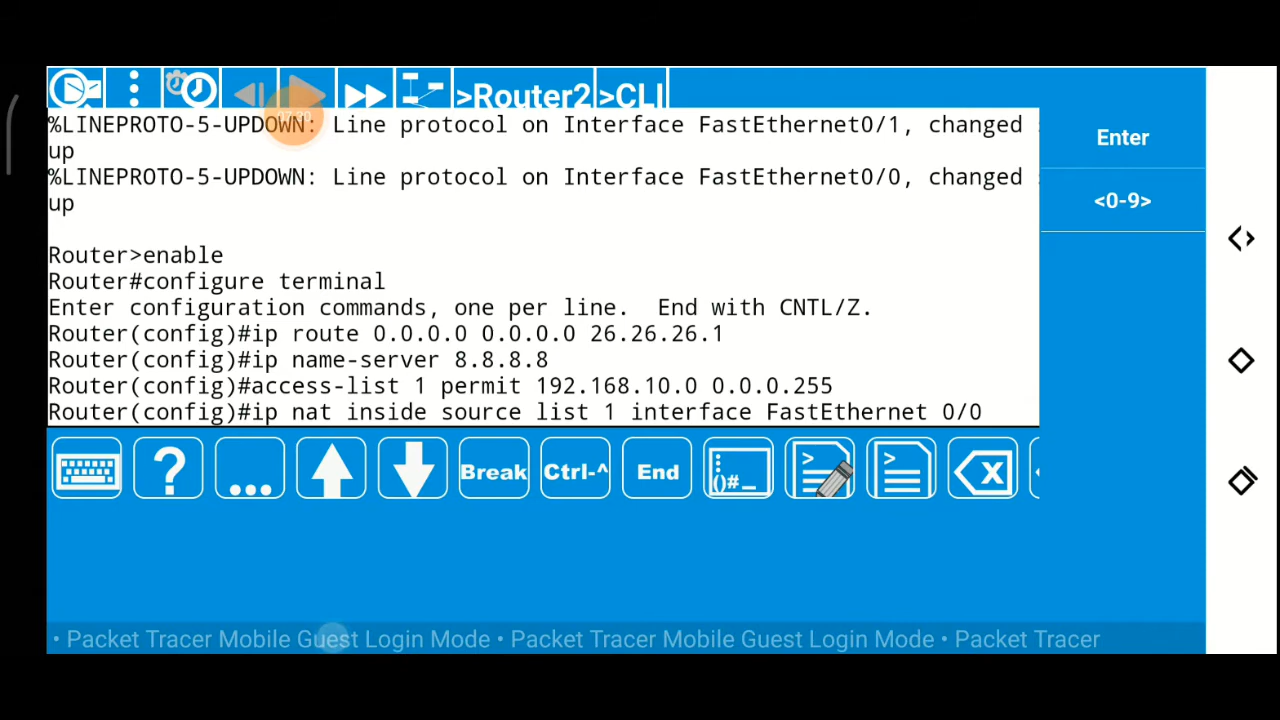 >Router2 >CLI
%LINEPROTO-5-UPDOWN: Line protocol on Interface FastEthernet0/1, changed
up
%LINEPROTO-5-UPDOWN: Line protocol on Interface FastEthernet0/0, changed
up
Router>enable
Router#configure terminal
Enter configuration commands, one per line.  End with CNTL/Z.
Router(config)#ip route 0.0.0.0 0.0.0.0 26.26.26.1
Router(config)#ip name-server 8.8.8.8
Router(config)#access-list 1 permit 192.168.10.0 0.0.0.255
Router(config)#ip nat inside source list 1 interface FastEthernet 0/0
Enter
<0-9>
? ... Break Ctrl-^ End ()#_ > >
• Packet Tracer Mobile Guest Login Mode • Packet Tracer Mobile Guest Login Mode • Packet Tracer